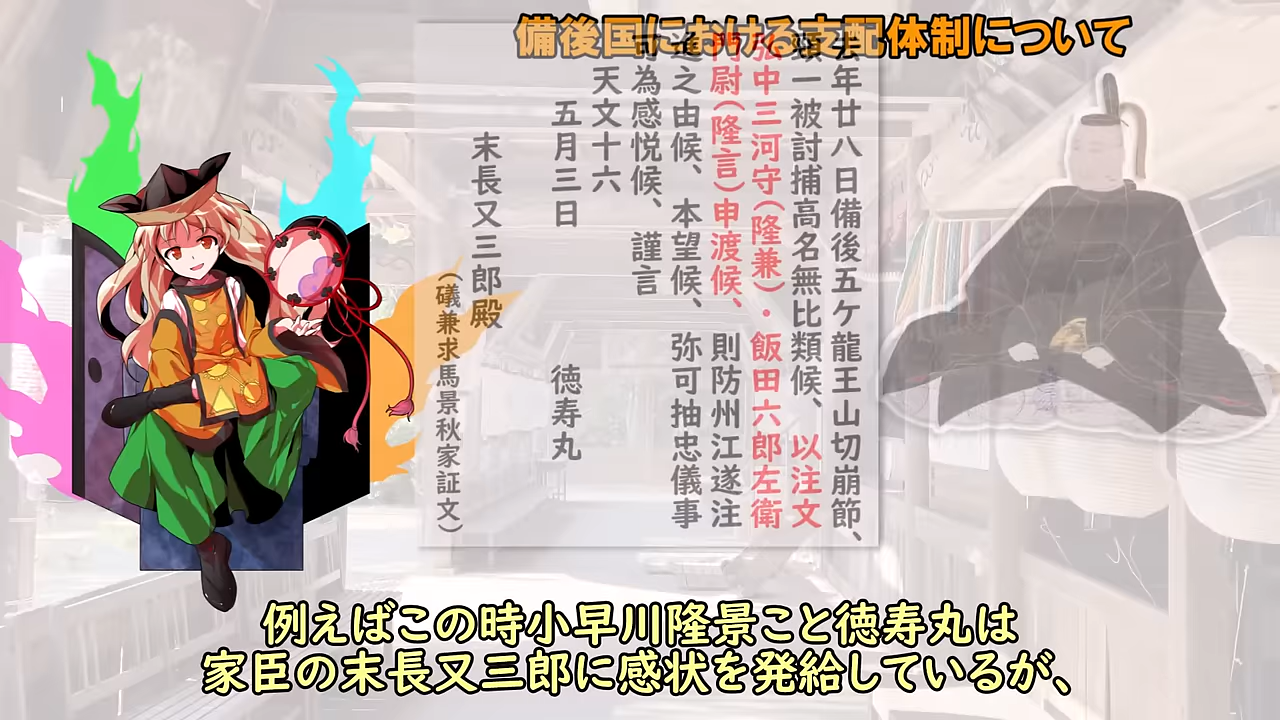 備後国における支配体制について
去年廿八日備後五ケ龍王山切崩節、
頸一被討捕高名無比類候、以注文
弘中三河守(隆兼)・飯田六郎左衛
門尉(隆言)申渡候、則防州江遂注
進之由候、本望候、弥可抽忠儀事
可為感悦候、謹言
天文十六
五月三日 徳寿丸
末長又三郎殿
(礒兼求馬景秋家証文)
例えばこの時小早川隆景こと徳寿丸は
家臣の末長又三郎に感状を発給しているが、